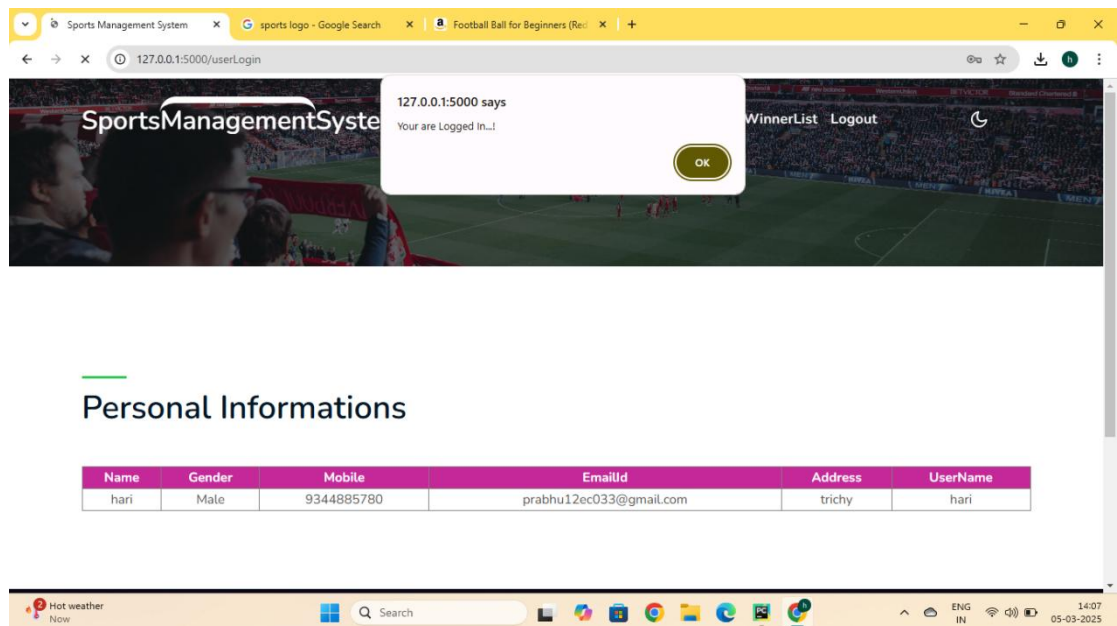 Sports Management System
sports logo - Google Search
Football Ball for Beginners (Red
127.0.0.1:5000/userLogin
h
127.0.0.1:5000 says
Your are Logged In...!
OK
SportsManagementSyste
WinnerList Logout
Personal Informations
Name Gender Mobile EmailId Address UserName
hari Male 9344885780 prabhu12ec033@gmail.com trichy hari
2
Hot weather
Now
Search
ENG
IN
14:07
05-03-2025